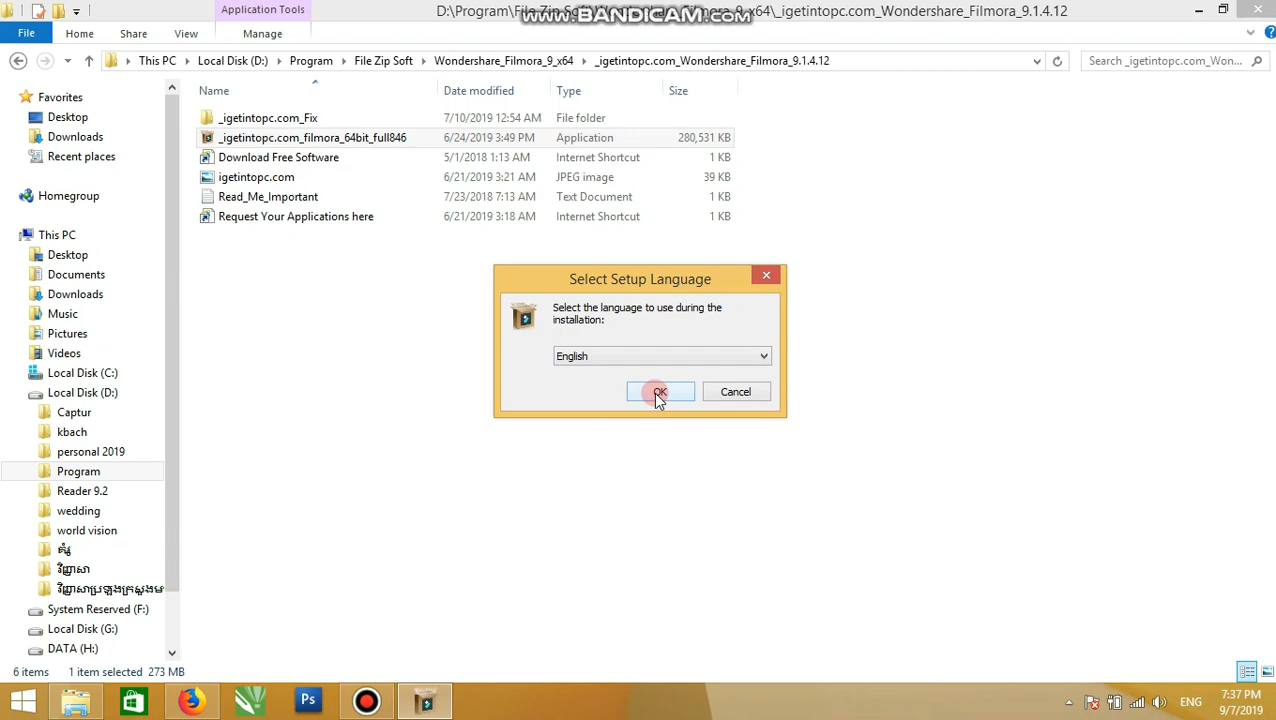 Application Tools
D:\Program\File Zip Sof
www.BANDICAM.com
_x64\_igetintopc.com_Wondershare_Filmora_9.1.4.12
File
Home
Share
View
Manage
This PC
Local Disk (D:)
Program
File Zip Soft
Wondershare_Filmora_9_x64
_igetintopc.com_Wondershare_Filmora_9.1.4.12
Search _igetintopc.com_Won...
Name
Date modified
Type
Size
_igetintopc.com_Fix
7/10/2019 12:54 AM
File folder
_igetintopc.com_filmora_64bit_full846
6/24/2019 3:49 PM
Application
280,531 KB
Download Free Software
5/1/2018 1:13 AM
Internet Shortcut
1 KB
igetintopc.com
6/21/2019 3:21 AM
JPEG image
39 KB
Read_Me_Important
7/23/2018 7:13 AM
Text Document
1 KB
Request Your Applications here
6/21/2019 3:18 AM
Internet Shortcut
1 KB
Favorites
Desktop
Downloads
Recent places
Homegroup
This PC
Desktop
Documents
Downloads
Music
Pictures
Videos
Local Disk (C:)
Local Disk (D:)
Captur
kbach
personal 2019
Program
Reader 9.2
wedding
world vision
គំរូ
វិញ្ញាសា
System Reserved (F:)
Local Disk (G:)
DATA (H:)
Select Setup Language
Select the language to use during the
installation:
English
OK
Cancel
6 items
1 item selected
273 MB
Ps
ENG
7:37 PM
9/7/2019